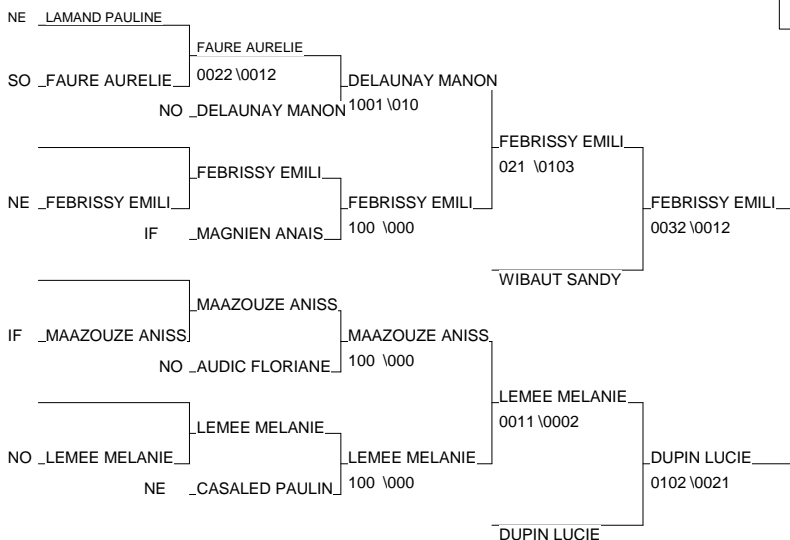 NE LAMAND PAULINE
FAURE AURELIE
SO FAURE AURELIE 0022 \0012 DELAUNAY MANON
NO DELAUNAY MANON 1001 \010
FEBRISSY EMILI
021 \0103
FEBRISSY EMILI
NE FEBRISSY EMILI FEBRISSY EMILI FEBRISSY EMILI
IF MAGNIEN ANAIS 100 \000 0032 \0012
WIBAUT SANDY
MAAZOUZE ANISS
IF MAAZOUZE ANISS MAAZOUZE ANISS
NO AUDIC FLORIANE 100 \000
LEMEE MELANIE
0011 \0002
LEMEE MELANIE
NO LEMEE MELANIE LEMEE MELANIE DUPIN LUCIE
NE CASALED PAULIN 100 \000 0102 \0021
DUPIN LUCIE